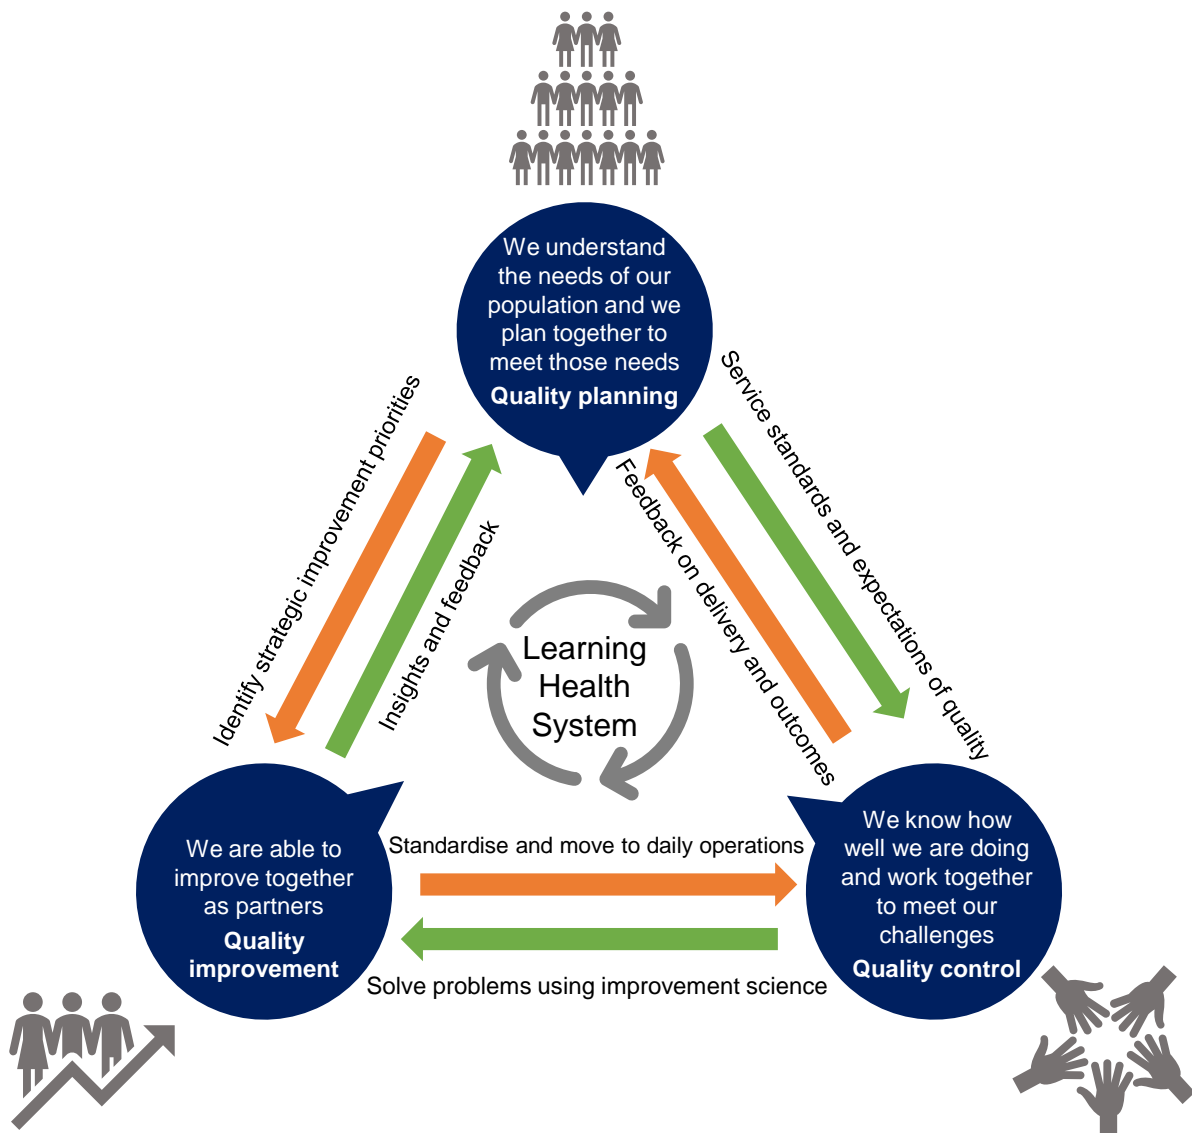 We understand
the needs of our
population and we
plan together to
meet those needs
Quality planning
Identify strategic improvement priorities
Insights and feedback
Feedback on delivery and outcomes
Service standards and expectations of quality
Learning
Health
System
We are able to
improve together
as partners
Quality
improvement
Standardise and move to daily operations
Solve problems using improvement science
We know how
well we are doing
and work together
to meet our
challenges
Quality control